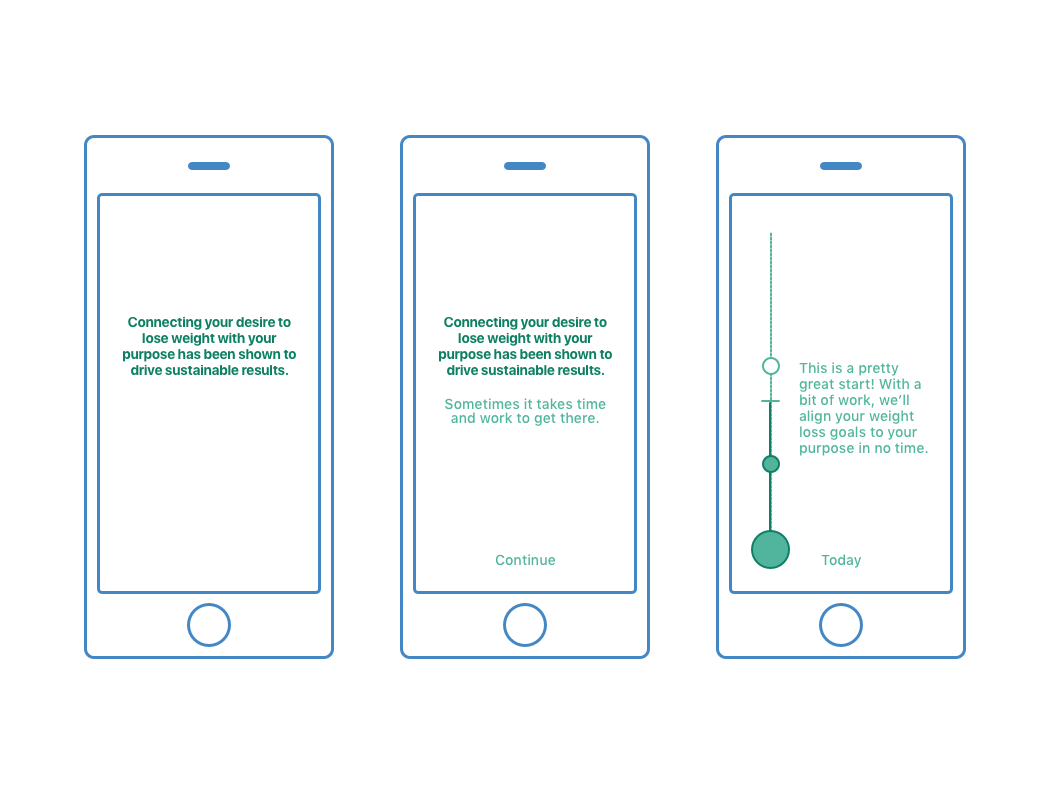 Connecting your desire to
lose weight with your
purpose has been shown to
drive sustainable results.
Connecting your desire to
lose weight with your
purpose has been shown to
drive sustainable results.
Sometimes it takes time
and work to get there.
Continue
This is a pretty
great start! With a
bit of work, we’ll
align your weight
loss goals to your
purpose in no time.
Today